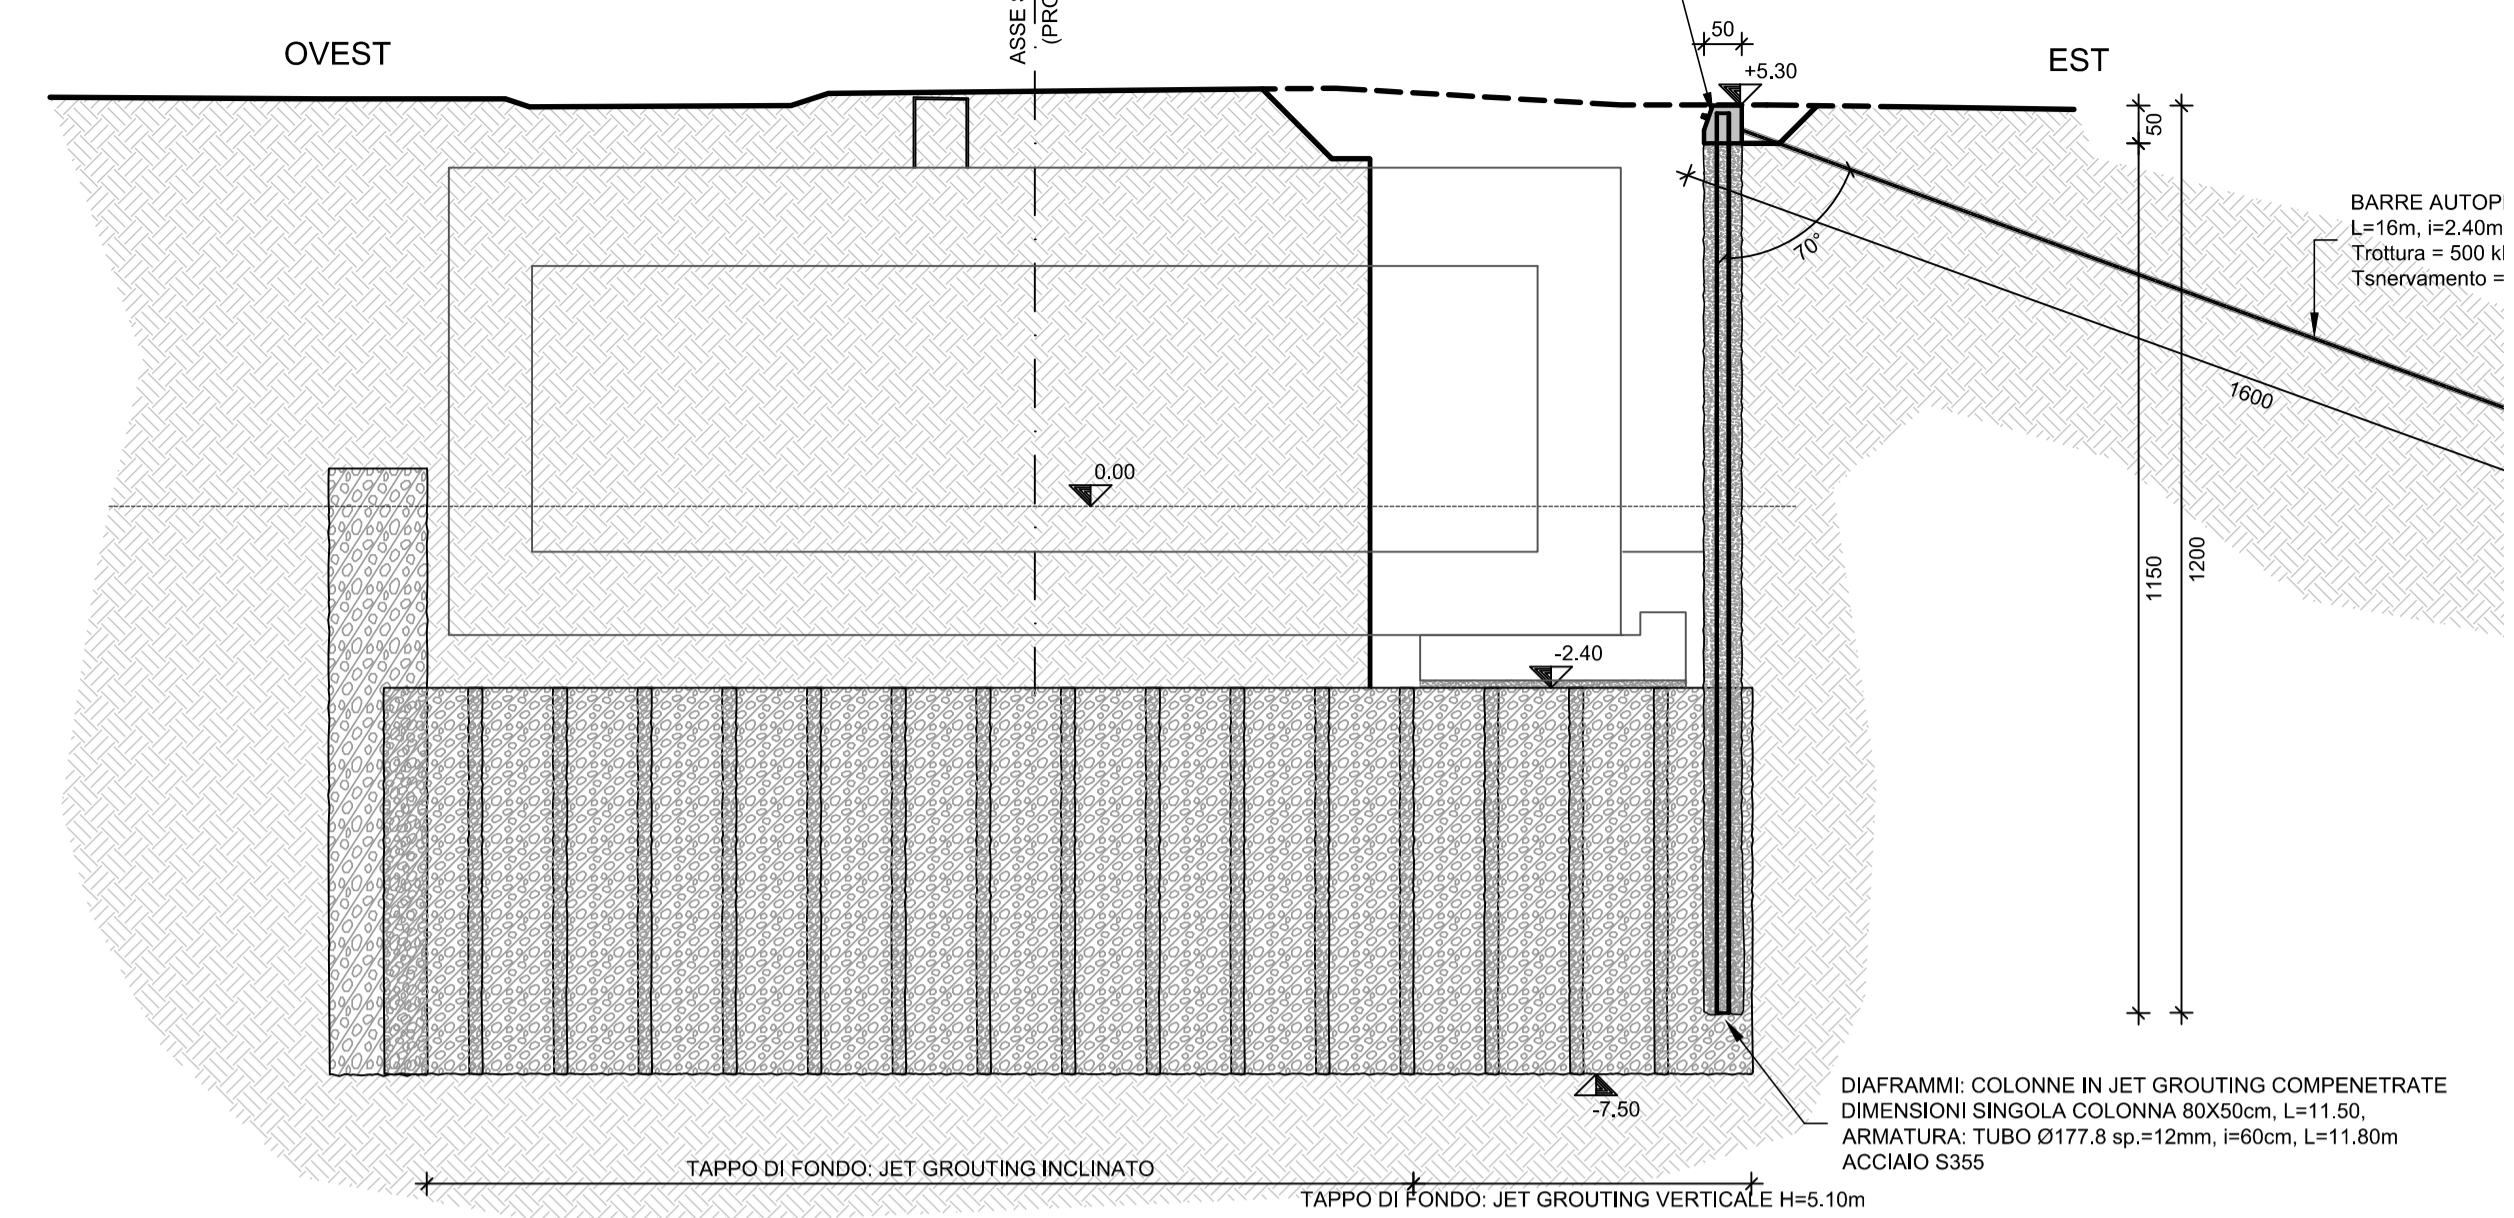 ASSE
(PRO
OVEST
50
EST
+5.30
50
BARRE
L=16m, i=2.40m
Trottura = 500
Tsnervamento =
70°
1600
0.00
1150
1200
-2.40
-7.50
DIAFRAMMI: COLONNE IN JET GROUTING COMPENETRATE
DIMENSIONI SINGOLA COLONNA 80X50cm, L=11.50,
ARMATURA: TUBO Ø177.8 sp.=12mm, i=60cm, L=11.80m
ACCIAIO S355
TAPPO DI FONDO: JET GROUTING INCLINATO
TAPPO DI FONDO: JET GROUTING VERTICALE H=5.10m